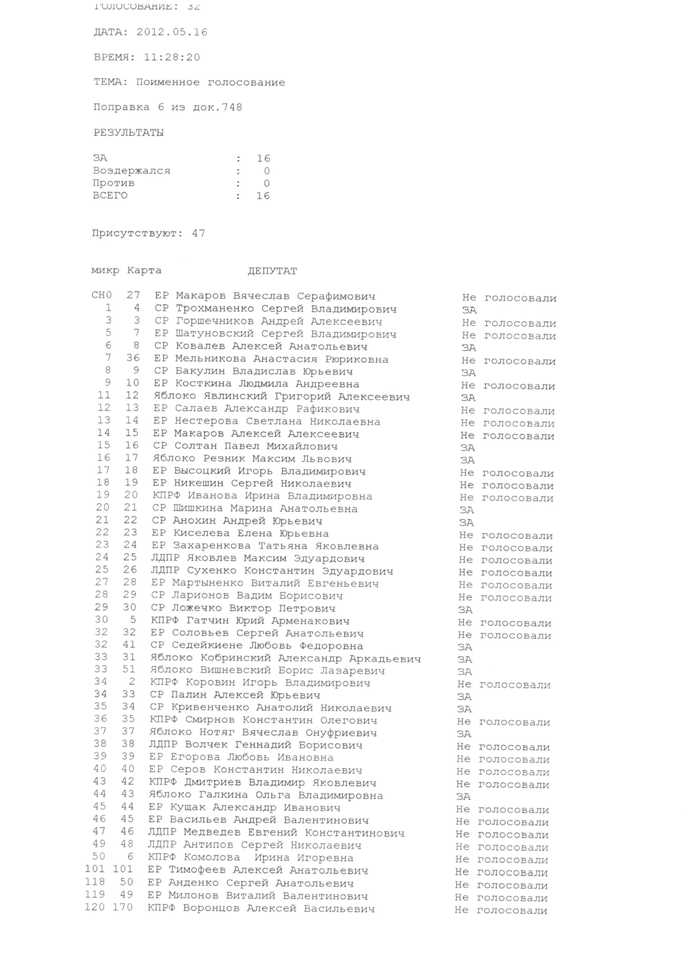 ГОЛОСОВАНИЕ: 32
ДАТА: 2012.05.16
ВРЕМЯ: 11:28:20
ТЕМА: Поименное голосование
Поправка 6 из док.748
РЕЗУЛЬТАТЫ
ЗА : 16
Воздержался : 0
Против : 0
ВСЕГО : 16
Присутствуют: 47
микр Карта ДЕПУТАТ
СН0 27 ЕР Макаров Вячеслав Серафимович Не голосовали
1 4 СР Трохманенко Сергей Владимирович ЗА
3 3 СР Горшечников Андрей Алексеевич Не голосовали
5 7 ЕР Шатуновский Сергей Владимирович Не голосовали
6 8 СР Ковалев Алексей Анатольевич ЗА
7 36 ЕР Мельникова Анастасия Рюриковна Не голосовали
8 9 СР Бакулин Владислав Юрьевич ЗА
9 10 ЕР Косткина Людмила Андреевна Не голосовали
11 12 Яблоко Явлинский Григорий Алексеевич ЗА
12 13 ЕР Салаев Александр Рафикович Не голосовали
13 14 ЕР Нестерова Светлана Николаевна Не голосовали
14 15 ЕР Макаров Алексей Алексеевич Не голосовали
15 16 СР Солтан Павел Михайлович ЗА
16 17 Яблоко Резник Максим Львович ЗА
17 18 ЕР Высоцкий Игорь Владимирович Не голосовали
18 19 ЕР Никешин Сергей Николаевич Не голосовали
19 20 КПРФ Иванова Ирина Владимировна Не голосовали
20 21 СР Шишкина Марина Анатольевна ЗА
21 22 СР Анохин Андрей Юрьевич ЗА
22 23 ЕР Киселева Елена Юрьевна Не голосовали
23 24 ЕР Захаренкова Татьяна Яковлевна Не голосовали
24 25 ЛДПР Яковлев Максим Эдуардович Не голосовали
25 26 ЛДПР Сухенко Константин Эдуардович Не голосовали
27 28 ЕР Мартыненко Виталий Евгеньевич Не голосовали
28 29 СР Ларионов Вадим Борисович Не голосовали
29 30 СР Ложечко Виктор Петрович ЗА
30 5 КПРФ Гатчин Юрий Арменакович Не голосовали
32 32 ЕР Соловьев Сергей Анатольевич Не голосовали
32 41 СР Седейкиене Любовь Федоровна ЗА
33 31 Яблоко Кобринский Александр Аркадьевич ЗА
33 51 Яблоко Вишневский Борис Лазаревич ЗА
34 2 КПРФ Коровин Игорь Владимирович Не голосовали
34 33 СР Палин Алексей Юрьевич ЗА
35 34 СР Кривенченко Анатолий Николаевич ЗА
36 35 КПРФ Смирнов Константин Олегович Не голосовали
37 37 Яблоко Нотяг Вячеслав Онуфриевич ЗА
38 38 ЛДПР Волчек Геннадий Борисович Не голосовали
39 39 ЕР Егорова Любовь Ивановна Не голосовали
40 40 ЕР Серов Константин Николаевич Не голосовали
43 42 КПРФ Дмитриев Владимир Яковлевич Не голосовали
44 43 Яблоко Галкина Ольга Владимировна ЗА
45 44 ЕР Кущак Александр Иванович Не голосовали
46 45 ЕР Васильев Андрей Валентинович Не голосовали
47 46 ЛДПР Медведев Евгений Константинович Не голосовали
49 48 ЛДПР Антипов Сергей Николаевич Не голосовали
50 6 КПРФ Комолова Ирина Игоревна Не голосовали
101 101 ЕР Тимофеев Алексей Анатольевич Не голосовали
118 50 ЕР Анденко Сергей Анатольевич Не голосовали
119 49 ЕР Милонов Виталий Валентинович Не голосовали
120 170 КПРФ Воронцов Алексей Васильевич Не голосовали